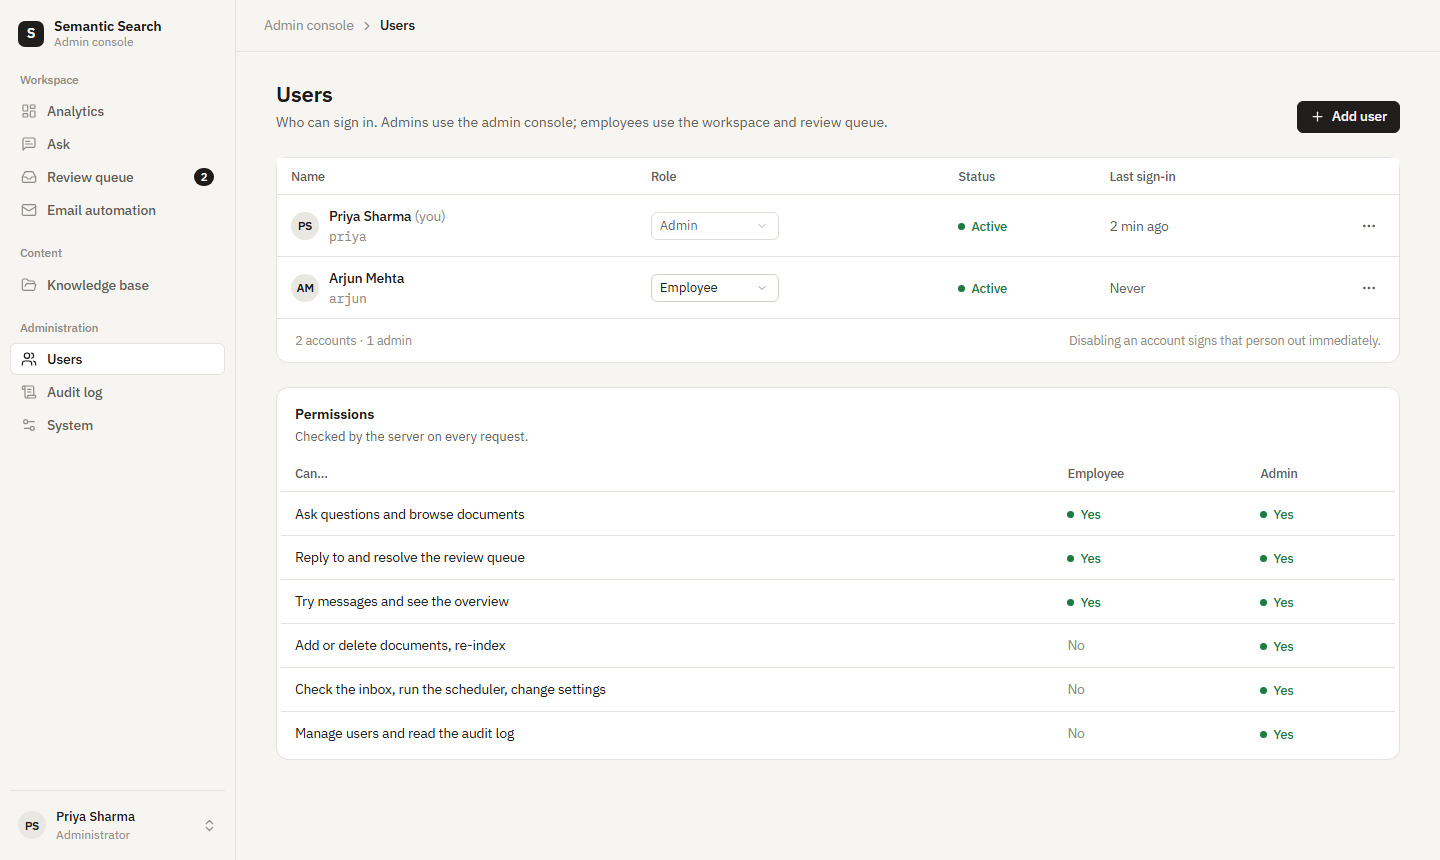 S
Semantic Search
Admin console
Workspace
Analytics
Ask
Review queue 2
Email automation
Content
Knowledge base
Administration
Users
Audit log
System
PS
Priya Sharma
Administrator
Admin console > Users
Users
Who can sign in. Admins use the admin console; employees use the workspace and review queue.
+ Add user
Name Role Status Last sign-in
PS Priya Sharma (you) Admin Active 2 min ago ...
priya
AM Arjun Mehta Employee Active Never ...
arjun
2 accounts · 1 admin Disabling an account signs that person out immediately.
Permissions
Checked by the server on every request.
Can... Employee Admin
Ask questions and browse documents Yes Yes
Reply to and resolve the review queue Yes Yes
Try messages and see the overview Yes Yes
Add or delete documents, re-index No Yes
Check the inbox, run the scheduler, change settings No Yes
Manage users and read the audit log No Yes